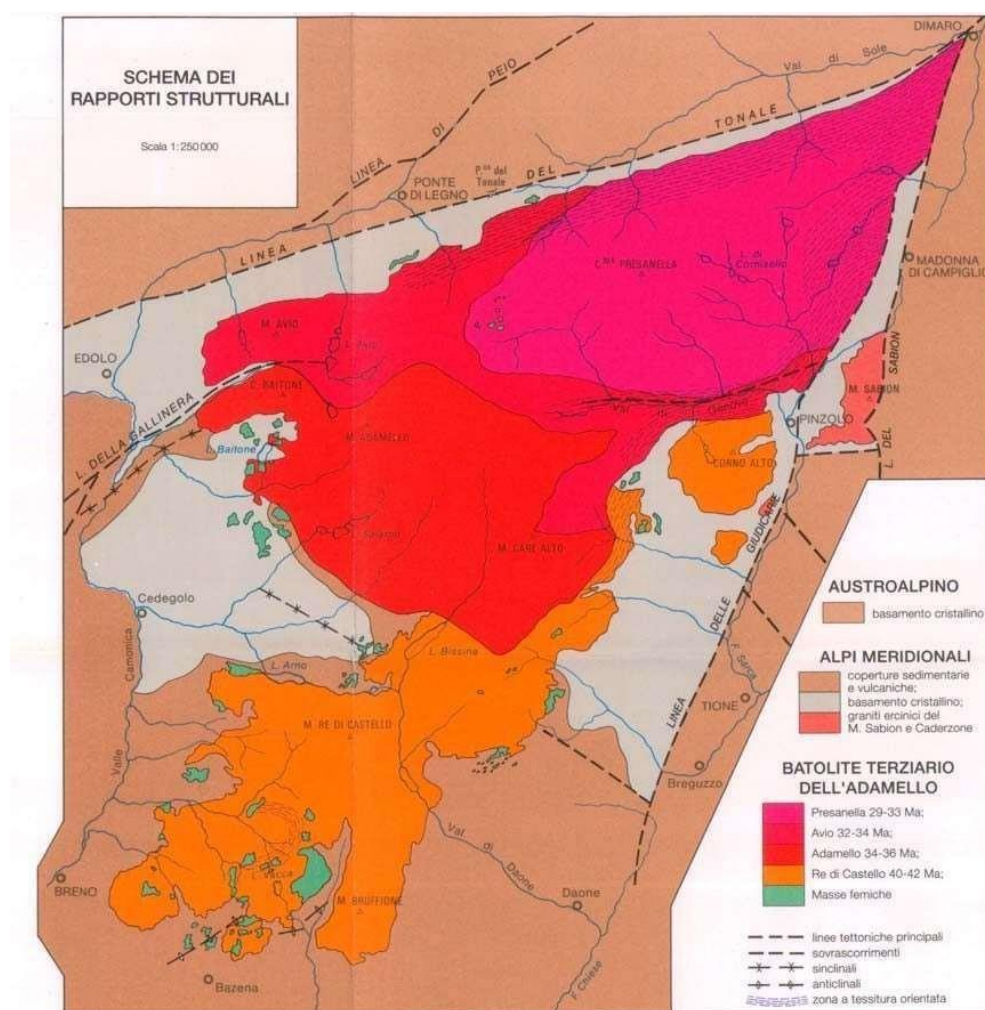 SCHEMA DEI
RAPPORTI STRUTTURALI
Scala 1:250000
DIMARO
Val di Sole
LINEA DI PEIO
LINEA DEL TONALE
PONTE
DI LEGNO
P.so del
Tonale
C.ma PRESANELLA
L. di
Cornisello
MADONNA
DI CAMPIGLIO
M. AVIO
L. Avio
EDOLO
C. BAITONE
L. DELLA GALLINERA
L.
Baitone
M. ADAMELLO
Val di Genova
PINZOLO
M. SABION
L. DEL SABION
CORNO ALTO
L. Salarno
M. CARE ALTO
LINEA DELLE GIUDICARIE
Cedegolo
L. Arno
L. Bissina
Valle Camonica
M. RE DI CASTELLO
F. Sarca
TIONE
Breguzzo
Val di Daone
Daone
BRENO
L. Vacca
M. BRUFFIONE
Bazena
F. Chiese
AUSTROALPINO
basamento cristallino
ALPI MERIDIONALI
coperture sedimentarie
e vulcaniche;
basamento cristallino;
graniti ercinici del
M. Sabion e Caderzone
BATOLITE TERZIARIO
DELL'ADAMELLO
Presanella 29-33 Ma;
Avio 32-34 Ma;
Adamello 34-36 Ma;
Re di Castello 40-42 Ma;
Masse femiche
linee tettoniche principali
sovrascorrimenti
sinclinali
anticlinali
zona a tessitura orientata